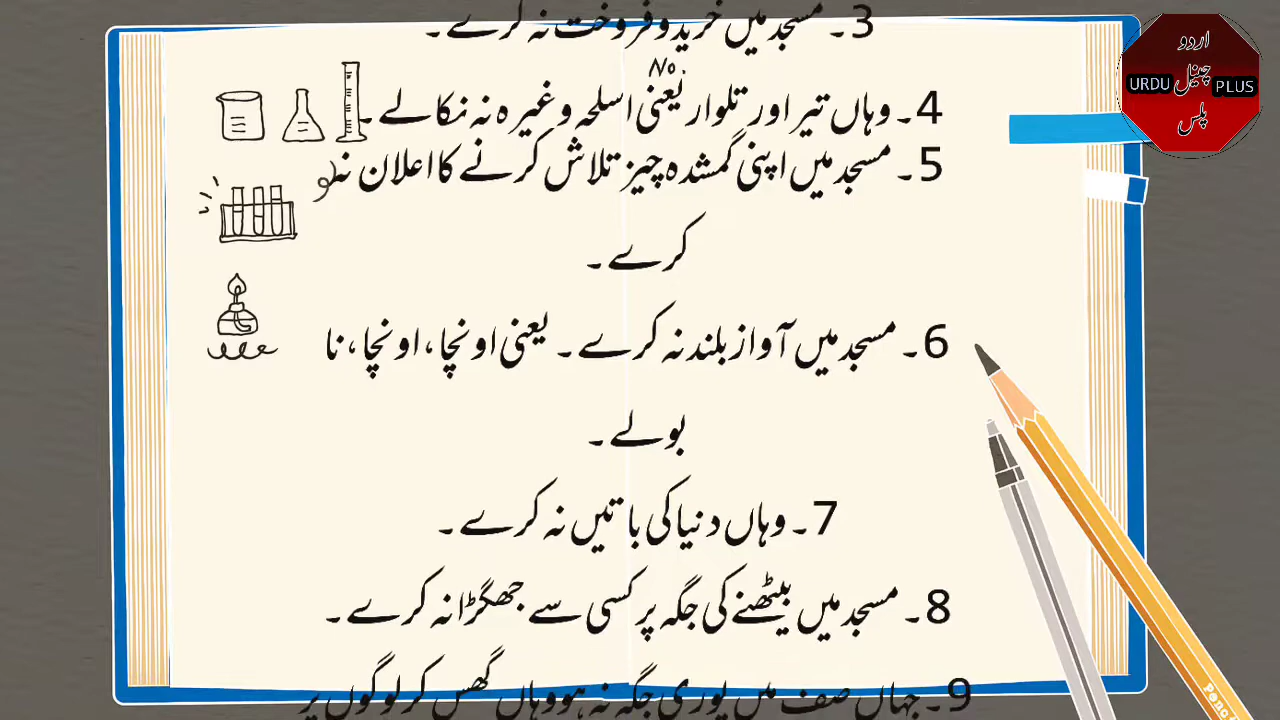 3۔ مسجد میں خرید و فروخت نہ کرے۔
No
4۔ وہاں تیر اور تلوار یعنی اسلحہ وغیرہ نہ نکالے۔
5۔ مسجد میں اپنی گمشدہ چیز تلاش کرنے کا اعلان نہ
کرے۔
6۔ مسجد میں آواز بلند نہ کرے۔ یعنی اونچا، اونچا، نا
بولے۔
7۔ وہاں دنیا کی باتیں نہ کرے۔
8۔ مسجد میں بیٹھنے کی جگہ پر کسی سے جھگڑا نہ کرے۔
9۔ جہاں صف میں پوری جگہ نہ ہو وہاں گھس کر لوگوں پر
اردو
چینل
پلس
URDU PLUS
Pencil